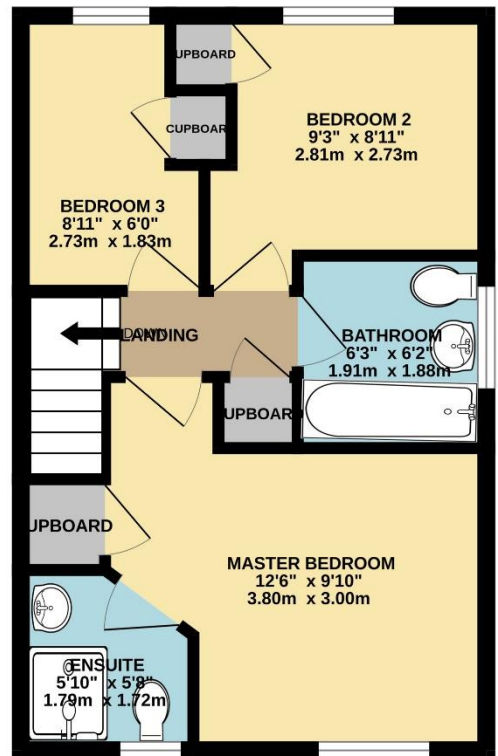 UPBOARD
CUPBOARD
BEDROOM 2
9'3" x 8'11"
2.81m x 2.73m
BEDROOM 3
8'11" x 6'0"
2.73m x 1.83m
DOWN
LANDING
BATHROOM
6'3" x 6'2"
1.91m x 1.88m
UPBOARD
UPBOARD
MASTER BEDROOM
12'6" x 9'10"
3.80m x 3.00m
ENSUITE
5'10" x 5'8"
1.79m x 1.72m